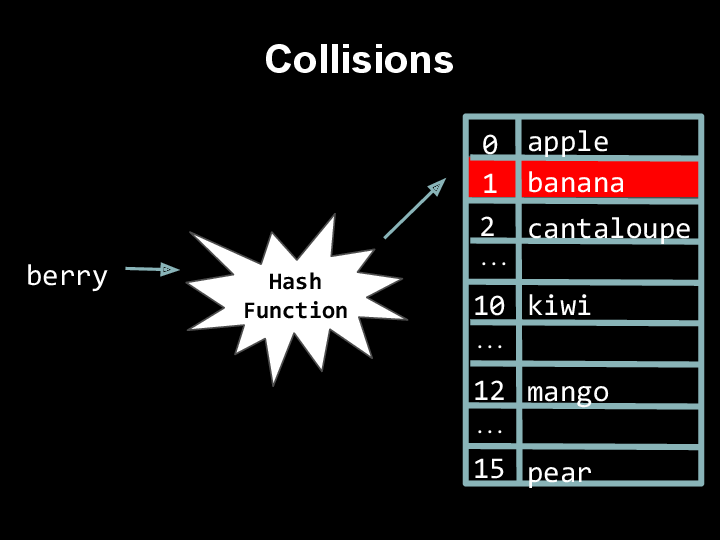 Collisions
0 apple
1 banana
2 cantaloupe
...
berry
Hash
Function
10 kiwi
...
12 mango
...
15 pear